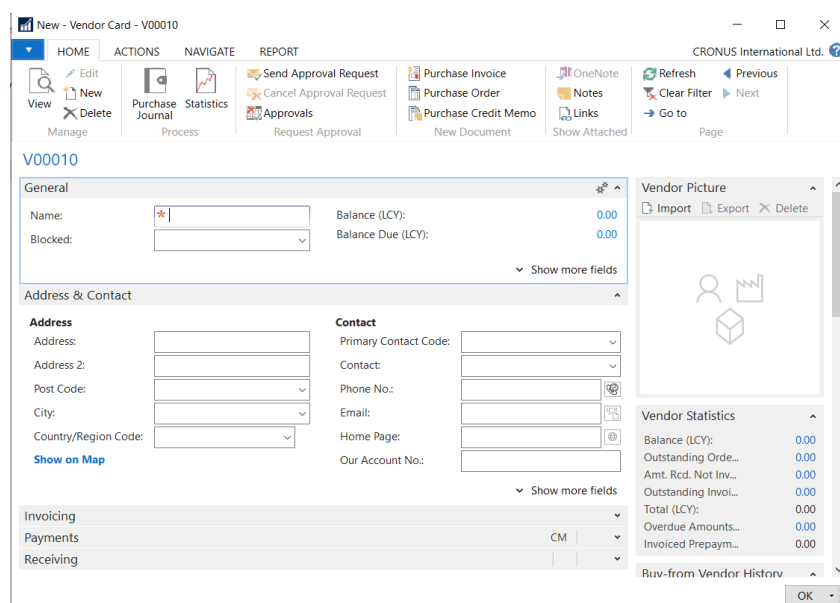 New - Vendor Card - V00010
HOME ACTIONS NAVIGATE REPORT CRONUS International Ltd. ?
View
Edit
New
Delete
Manage
Purchase Journal
Statistics
Process
Send Approval Request
Cancel Approval Request
Approvals
Request Approval
Purchase Invoice
Purchase Order
Purchase Credit Memo
New Document
OneNote
Notes
Links
Show Attached
Refresh
Clear Filter
Go to
Previous
Next
Page
V00010
General
Name: *
Blocked:
Balance (LCY): 0.00
Balance Due (LCY): 0.00
Show more fields
Address & Contact
Address
Address:
Address 2:
Post Code:
City:
Country/Region Code:
Show on Map
Contact
Primary Contact Code:
Contact:
Phone No.:
Email:
Home Page:
Our Account No.:
Show more fields
Invoicing
Payments CM
Receiving
Vendor Picture
Import Export Delete
Vendor Statistics
Balance (LCY): 0.00
Outstanding Orde... 0.00
Amt. Rcd. Not Inv... 0.00
Outstanding Invoi... 0.00
Total (LCY): 0.00
Overdue Amounts... 0.00
Invoiced Prepaym... 0.00
Buy-from Vendor History
OK